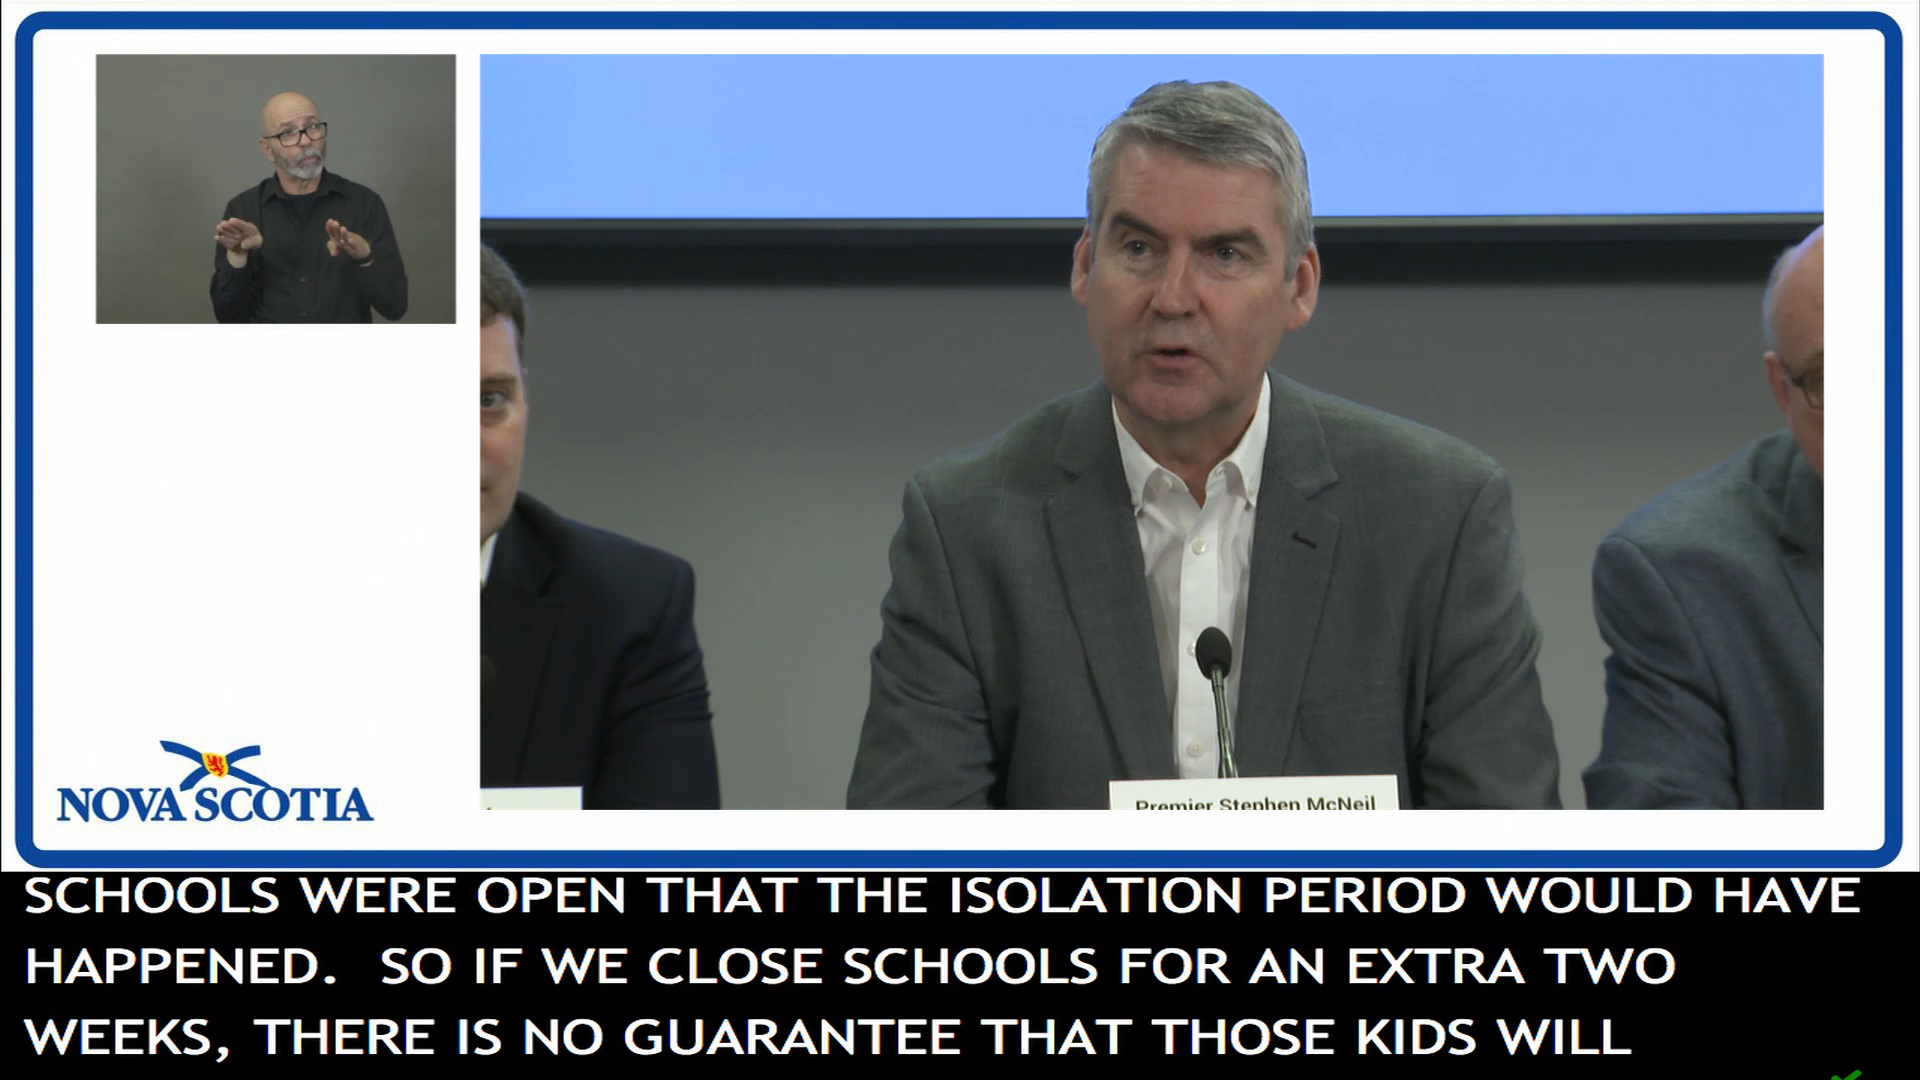 NOVA SCOTIA
Premier Stephen McNeil
SCHOOLS WERE OPEN THAT THE ISOLATION PERIOD WOULD HAVE
HAPPENED.  SO IF WE CLOSE SCHOOLS FOR AN EXTRA TWO
WEEKS, THERE IS NO GUARANTEE THAT THOSE KIDS WILL